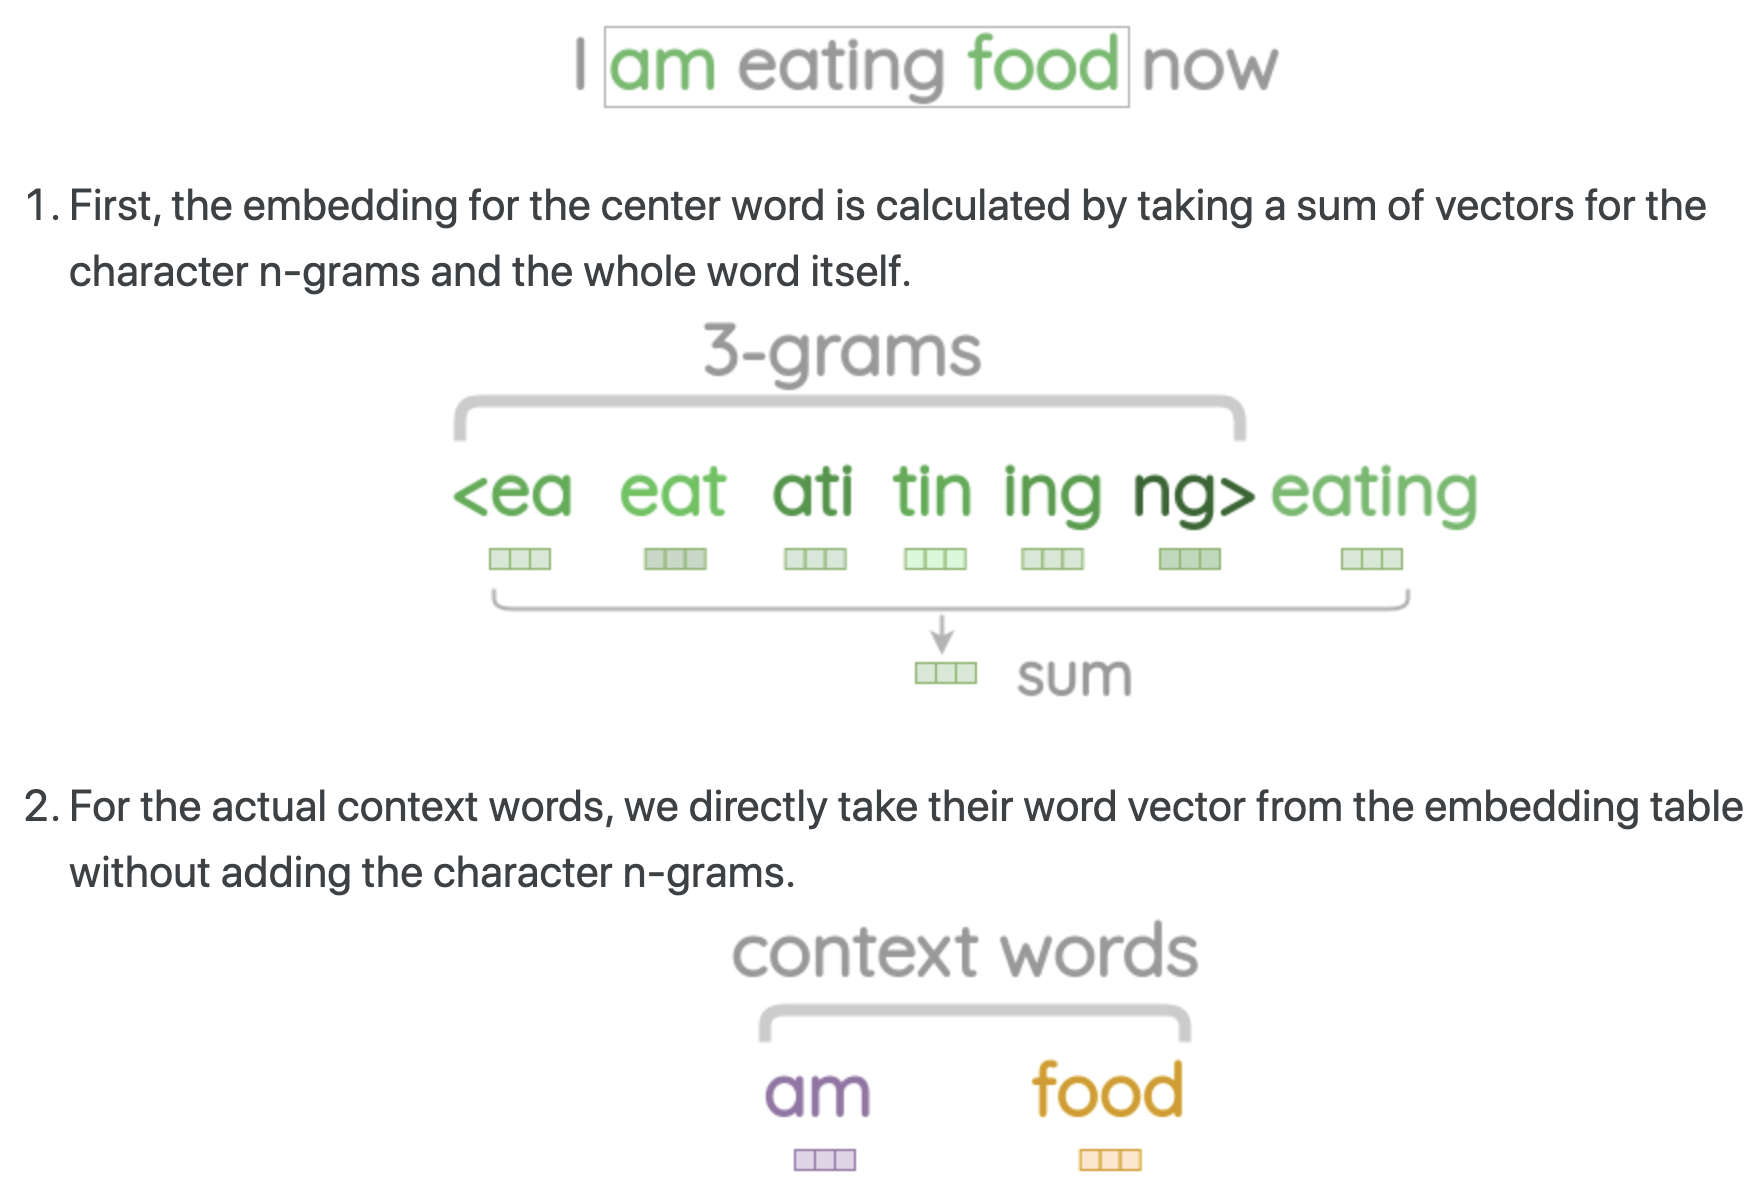 I am eating food now
1. First, the embedding for the center word is calculated by taking a sum of vectors for the
character n-grams and the whole word itself.
3-grams
<ea eat ati tin ing ng> eating
sum
2. For the actual context words, we directly take their word vector from the embedding table
without adding the character n-grams.
context words
am food